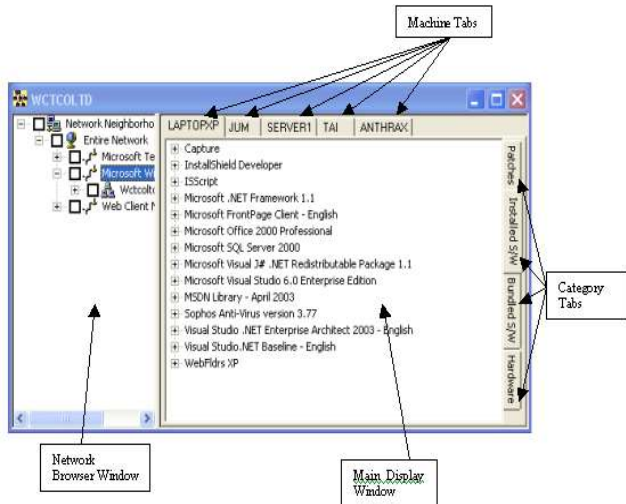 Machine Tabs
WCTCOLTD
Network Neighborho
Entire Network
Microsoft Te
Microsoft Wi
Wctcoltd
Web Client N
LAPTOPXP JUM SERVER1 TAI ANTHRAX
Capture
InstallShield Developer
ISScript
Microsoft .NET Framework 1.1
Microsoft FrontPage Client - English
Microsoft Office 2000 Professional
Microsoft SQL Server 2000
Microsoft Visual J# .NET Redistributable Package 1.1
Microsoft Visual Studio 6.0 Enterprise Edition
MSDN Library - April 2003
Sophos Anti-Virus version 3.77
Visual Studio .NET Enterprise Architect 2003 - English
Visual Studio.NET Baseline - English
WebFldrs XP
Patches
Installed S/W
Bundled S/W
Hardware
Category
Tabs
Network
Browser Window
Main Display
Window